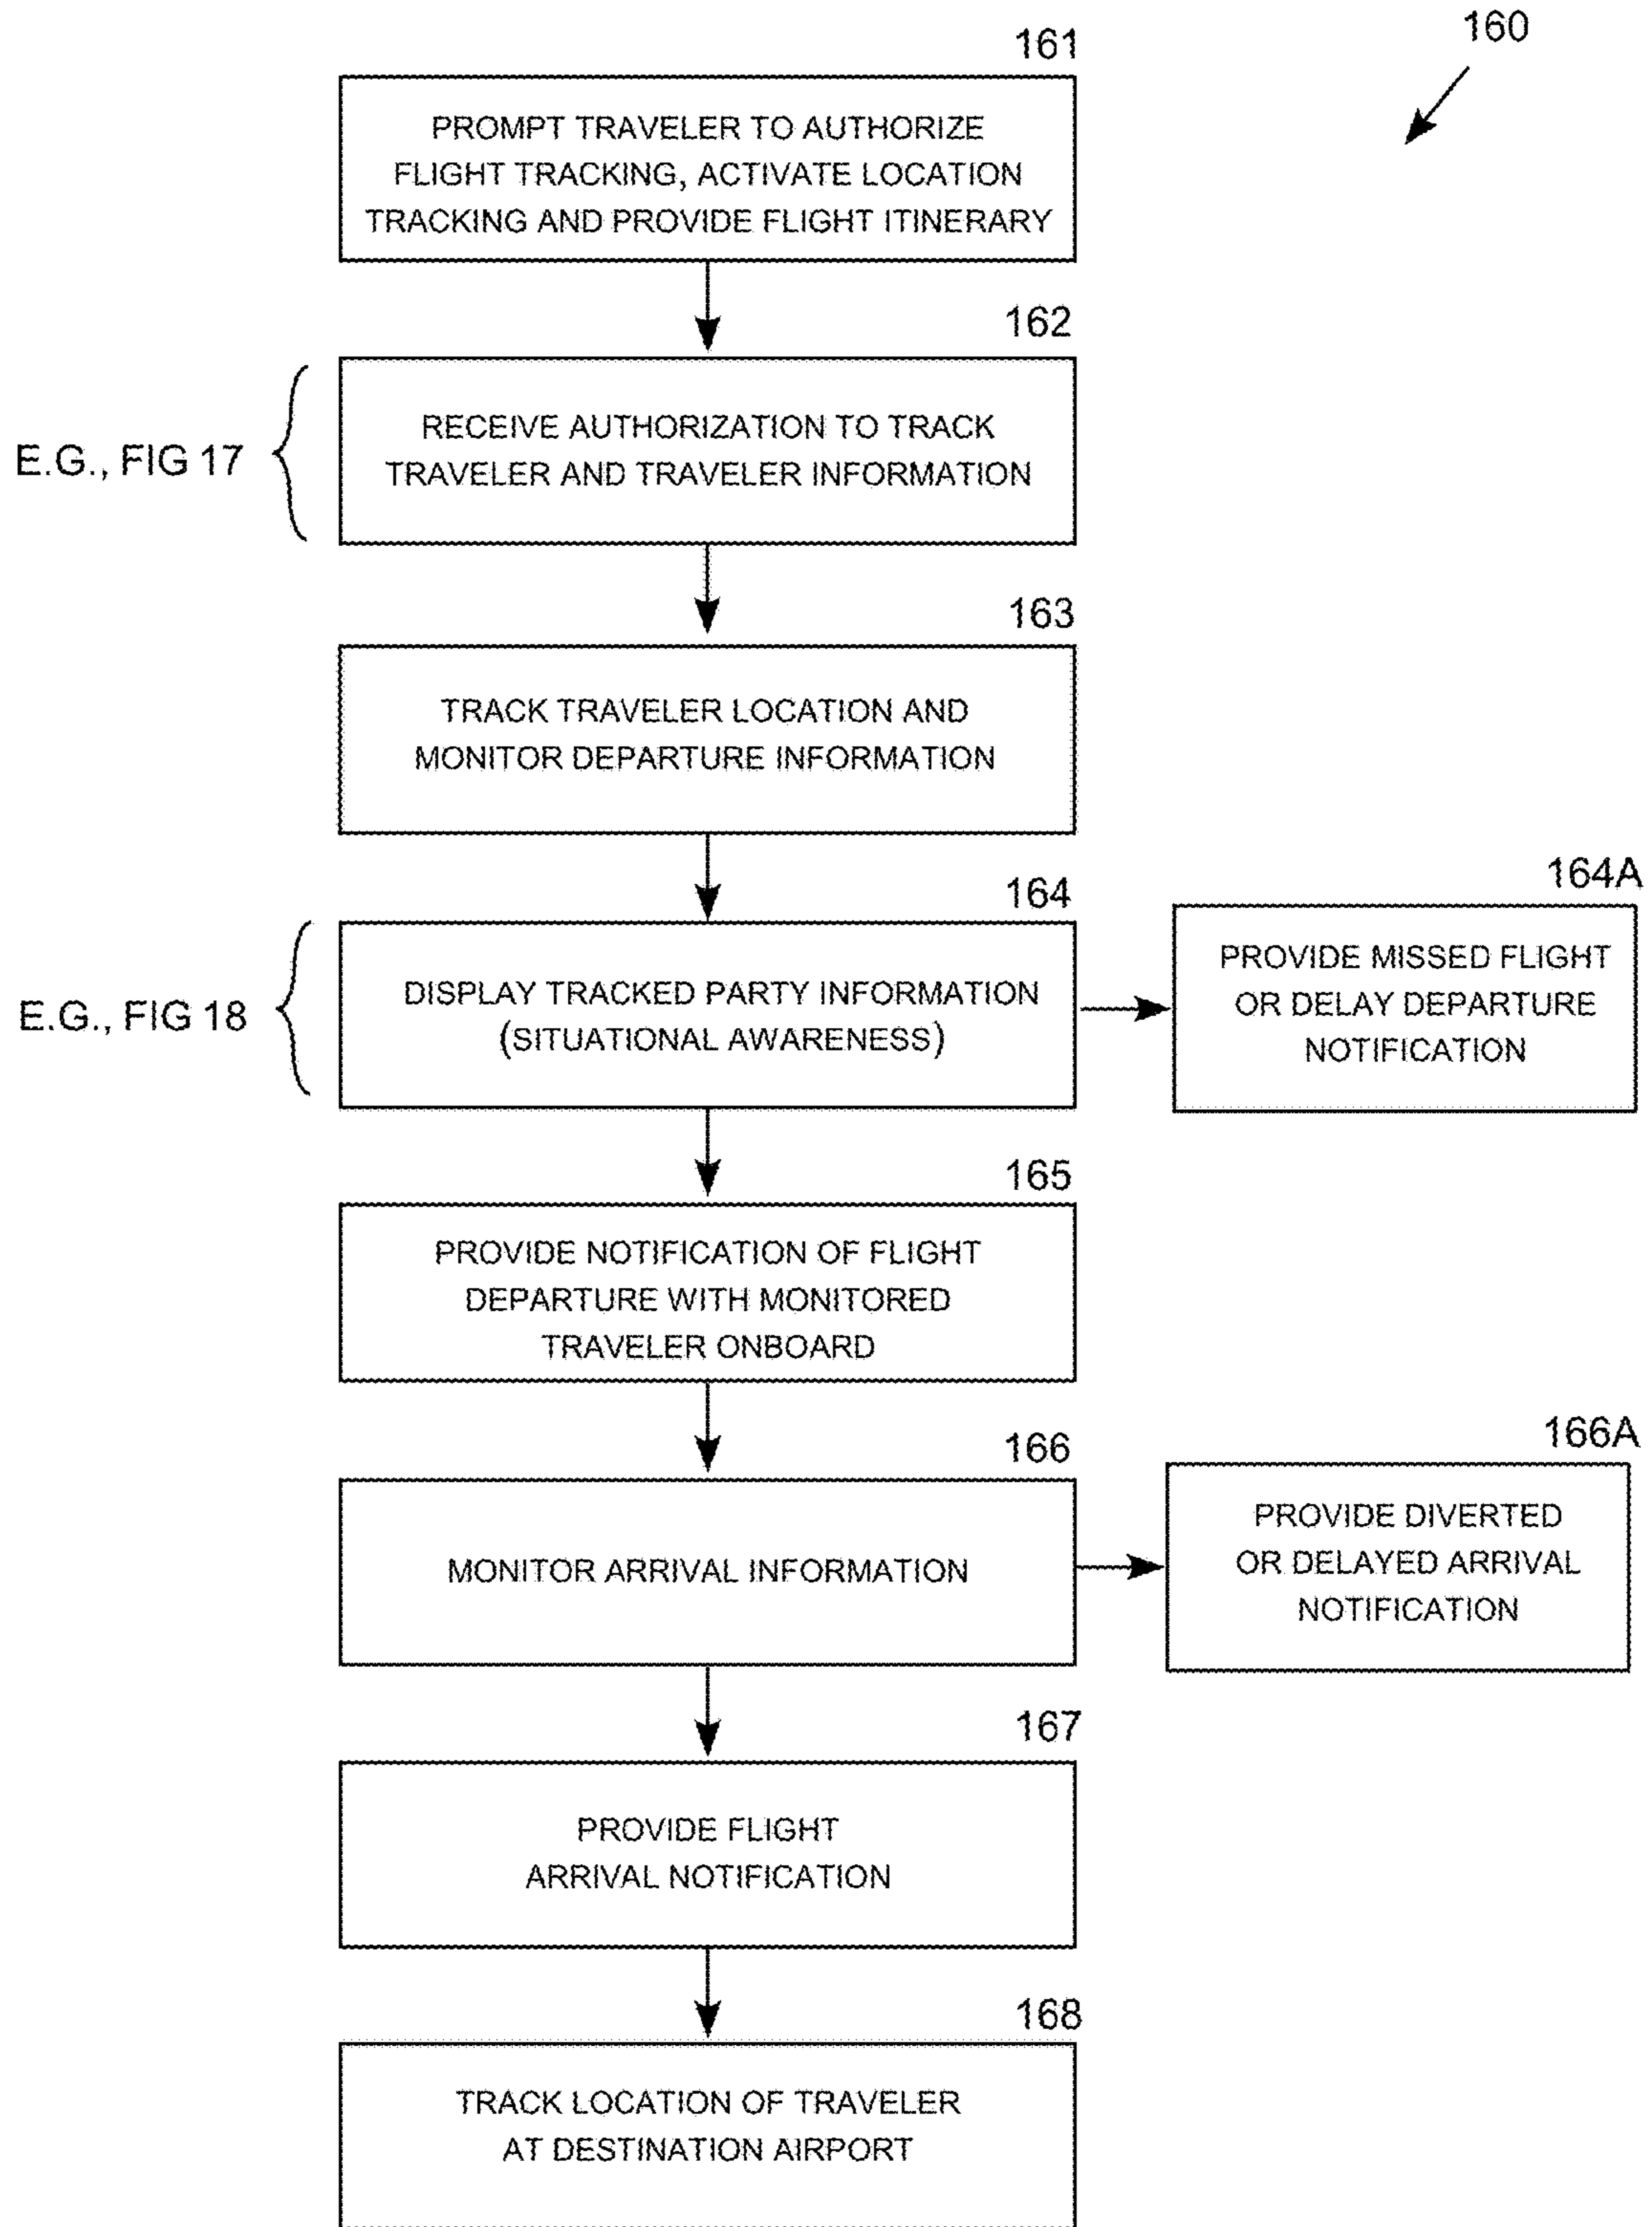 160
161
PROMPT TRAVELER TO AUTHORIZE
FLIGHT TRACKING, ACTIVATE LOCATION
TRACKING AND PROVIDE FLIGHT ITINERARY
162
E.G., FIG 17
RECEIVE AUTHORIZATION TO TRACK
TRAVELER AND TRAVELER INFORMATION
163
TRACK TRAVELER LOCATION AND
MONITOR DEPARTURE INFORMATION
164
E.G., FIG 18
DISPLAY TRACKED PARTY INFORMATION
(SITUATIONAL AWARENESS)
164A
PROVIDE MISSED FLIGHT
OR DELAY DEPARTURE
NOTIFICATION
165
PROVIDE NOTIFICATION OF FLIGHT
DEPARTURE WITH MONITORED
TRAVELER ONBOARD
166
MONITOR ARRIVAL INFORMATION
166A
PROVIDE DIVERTED
OR DELAYED ARRIVAL
NOTIFICATION
167
PROVIDE FLIGHT
ARRIVAL NOTIFICATION
168
TRACK LOCATION OF TRAVELER
AT DESTINATION AIRPORT